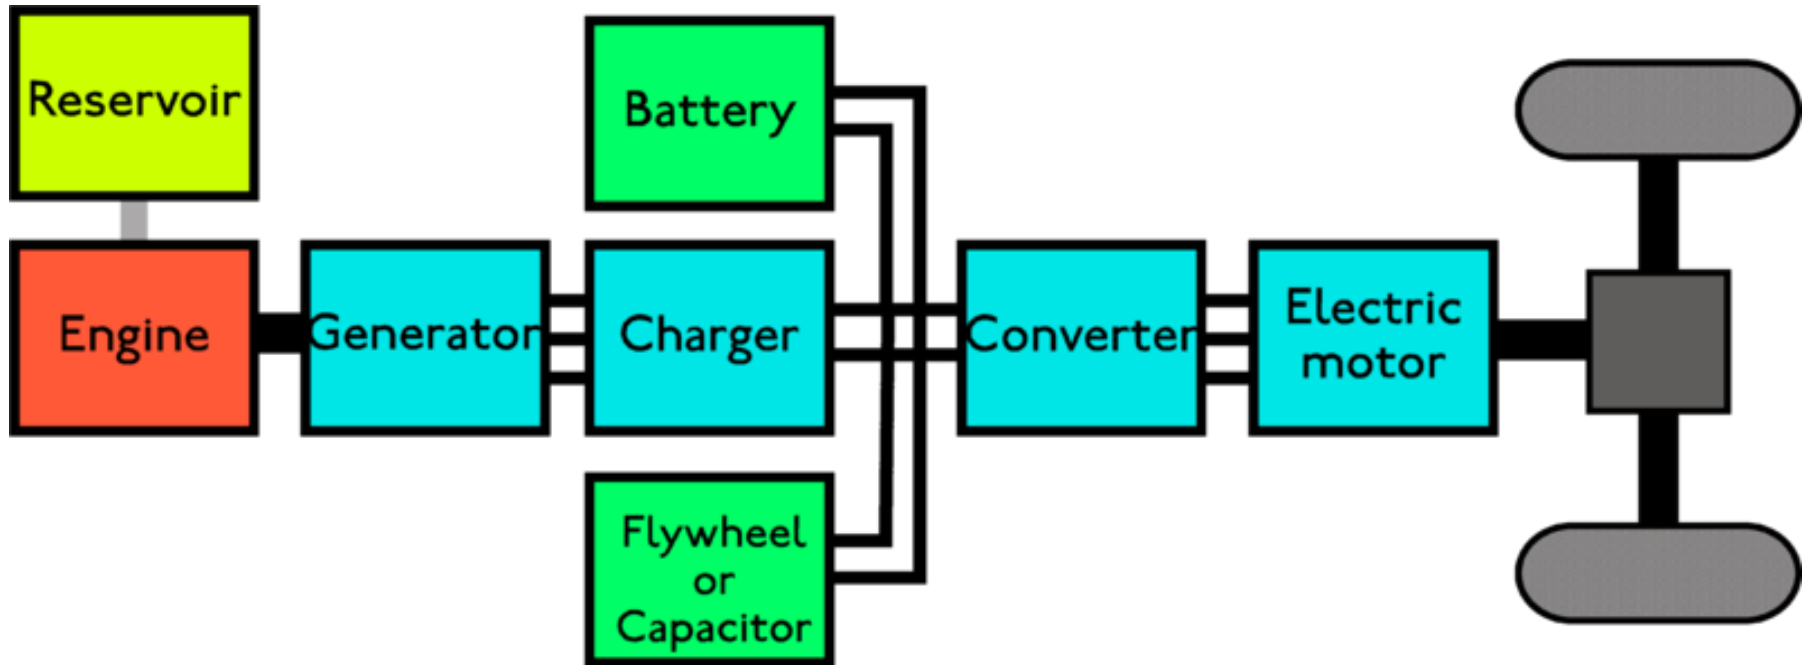 Reservoir
Battery
Engine
Generator
Charger
Converter
Electric
motor
Flywheel
or
Capacitor